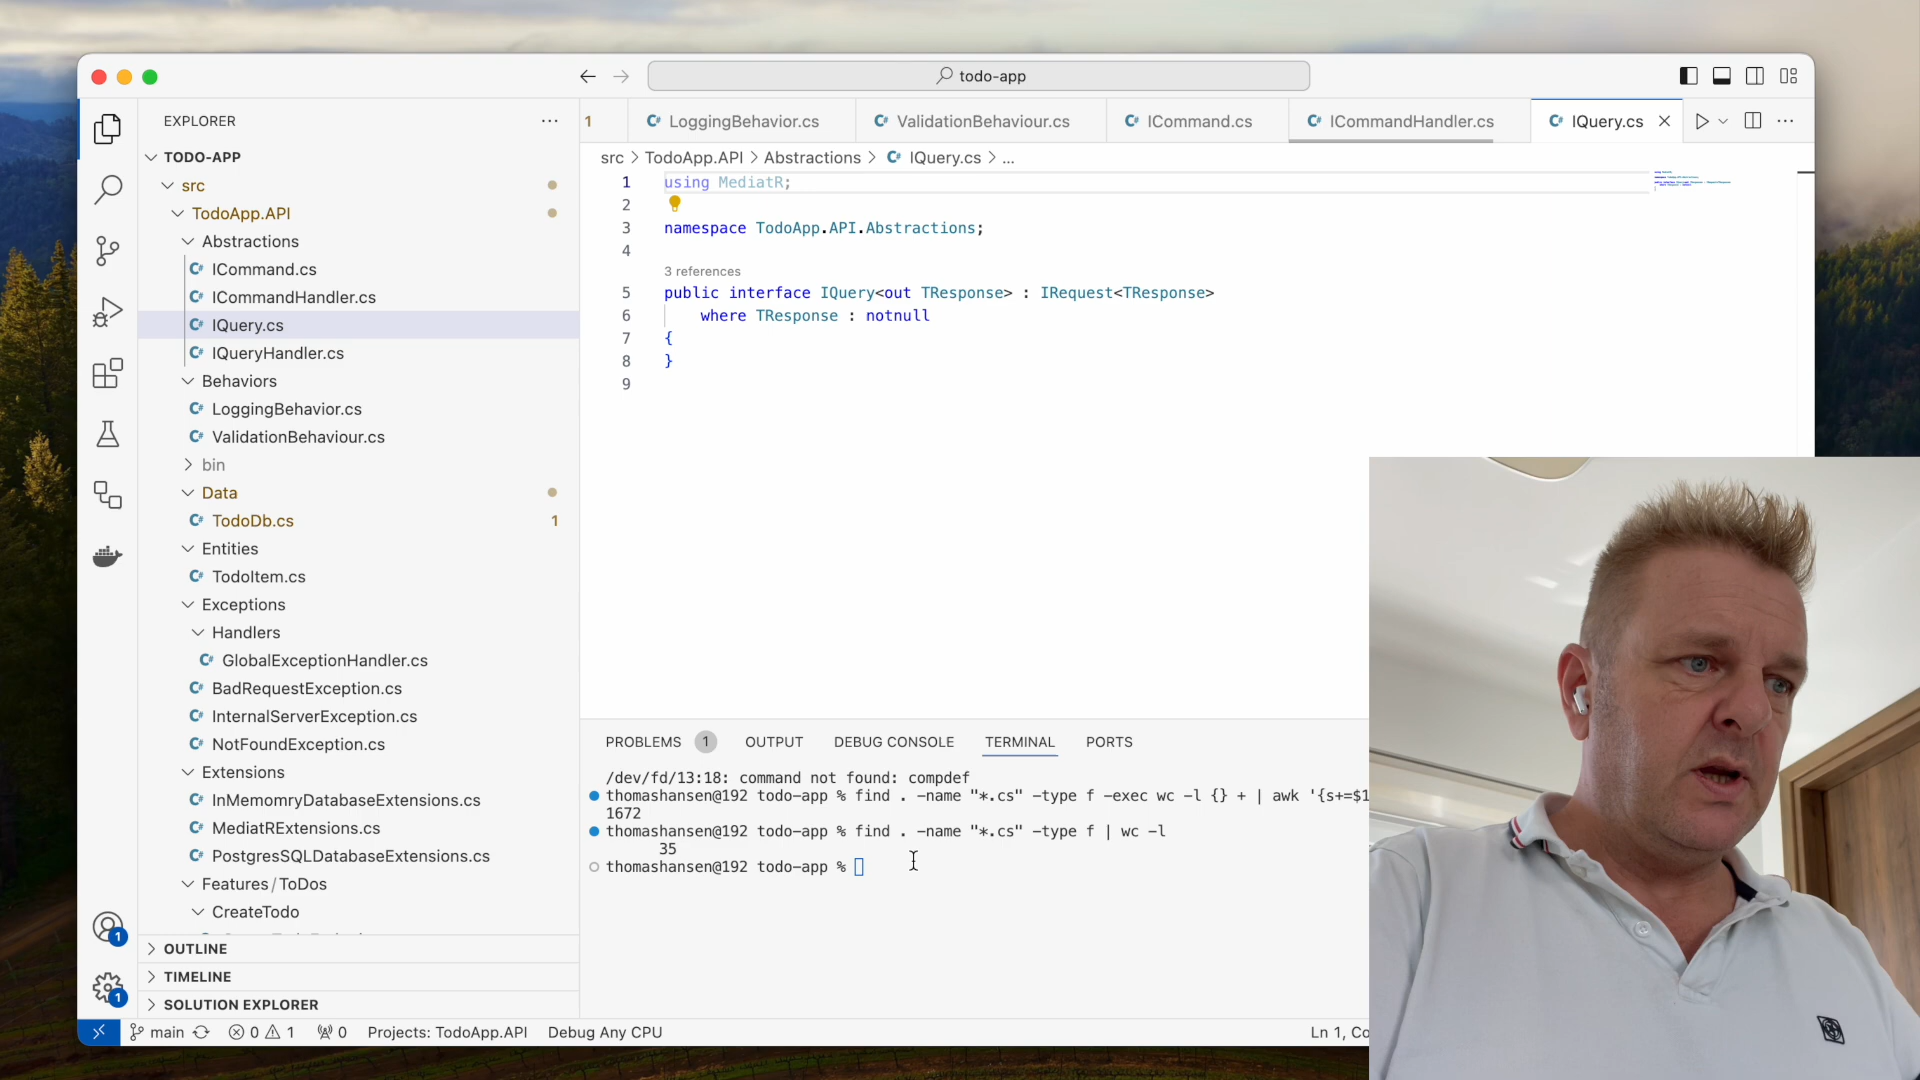 todo-app
EXPLORER
TODO-APP
src
TodoApp.API
Abstractions
ICommand.cs
ICommandHandler.cs
IQuery.cs
IQueryHandler.cs
Behaviors
LoggingBehavior.cs
ValidationBehaviour.cs
bin
Data
TodoDb.cs 1
Entities
TodoItem.cs
Exceptions
Handlers
GlobalExceptionHandler.cs
BadRequestException.cs
InternalServerException.cs
NotFoundException.cs
Extensions
InMemomryDatabaseExtensions.cs
MediatRExtensions.cs
PostgresSQLDatabaseExtensions.cs
Features/ToDos
CreateTodo
OUTLINE
TIMELINE
SOLUTION EXPLORER
1
1
1 LoggingBehavior.cs ValidationBehaviour.cs ICommand.cs ICommandHandler.cs IQuery.cs
src > TodoApp.API > Abstractions > IQuery.cs > ...
1 using MediatR;
2
3 namespace TodoApp.API.Abstractions;
4
3 references
5 public interface IQuery<out TResponse> : IRequest<TResponse>
6 where TResponse : notnull
7 {
8 }
9
PROBLEMS 1 OUTPUT DEBUG CONSOLE TERMINAL PORTS
/dev/fd/13:18: command not found: compdef
thomashansen@192 todo-app % find . -name "*.cs" -type f -exec wc -l {} + | awk '{s+=$1
1672
thomashansen@192 todo-app % find . -name "*.cs" -type f | wc -l
35
thomashansen@192 todo-app %
main 0 1 0 Projects: TodoApp.API Debug Any CPU Ln 1, Co